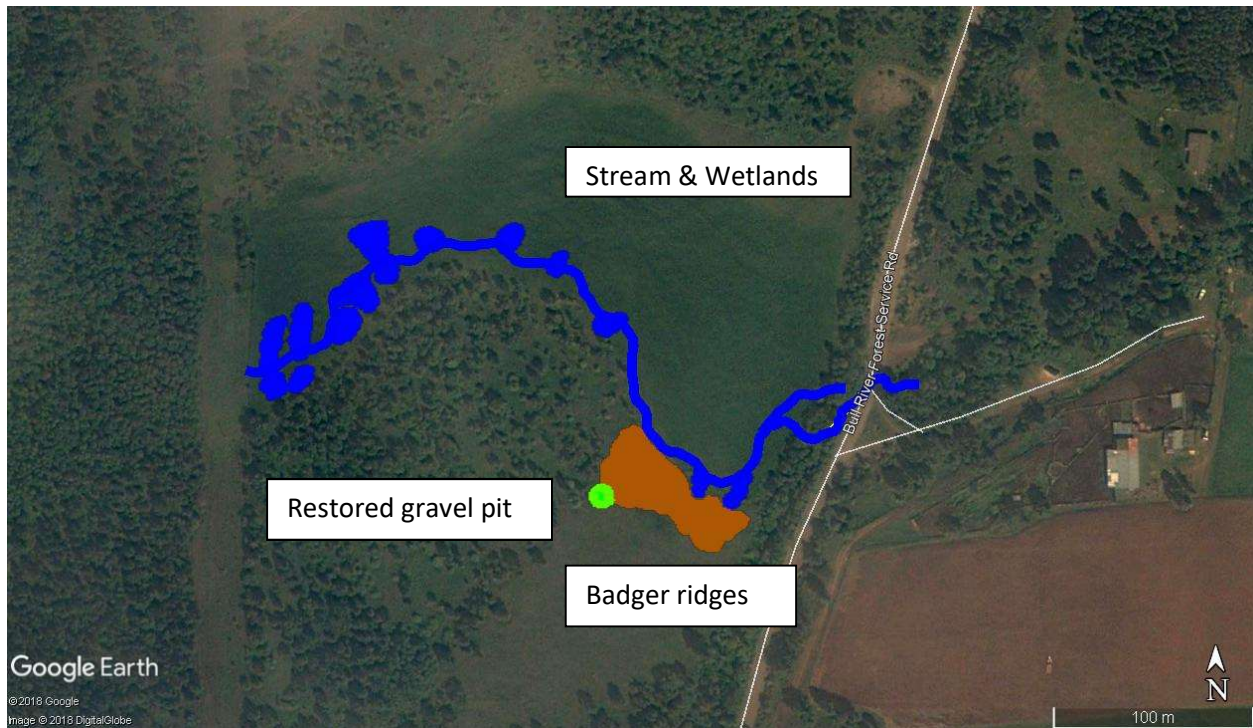 Stream & Wetlands
Bull-River-Forest-Service-Rd
Restored gravel pit
Badger ridges
Google Earth
©2018 Google
Image © 2018 DigitalGlobe
N
100 m